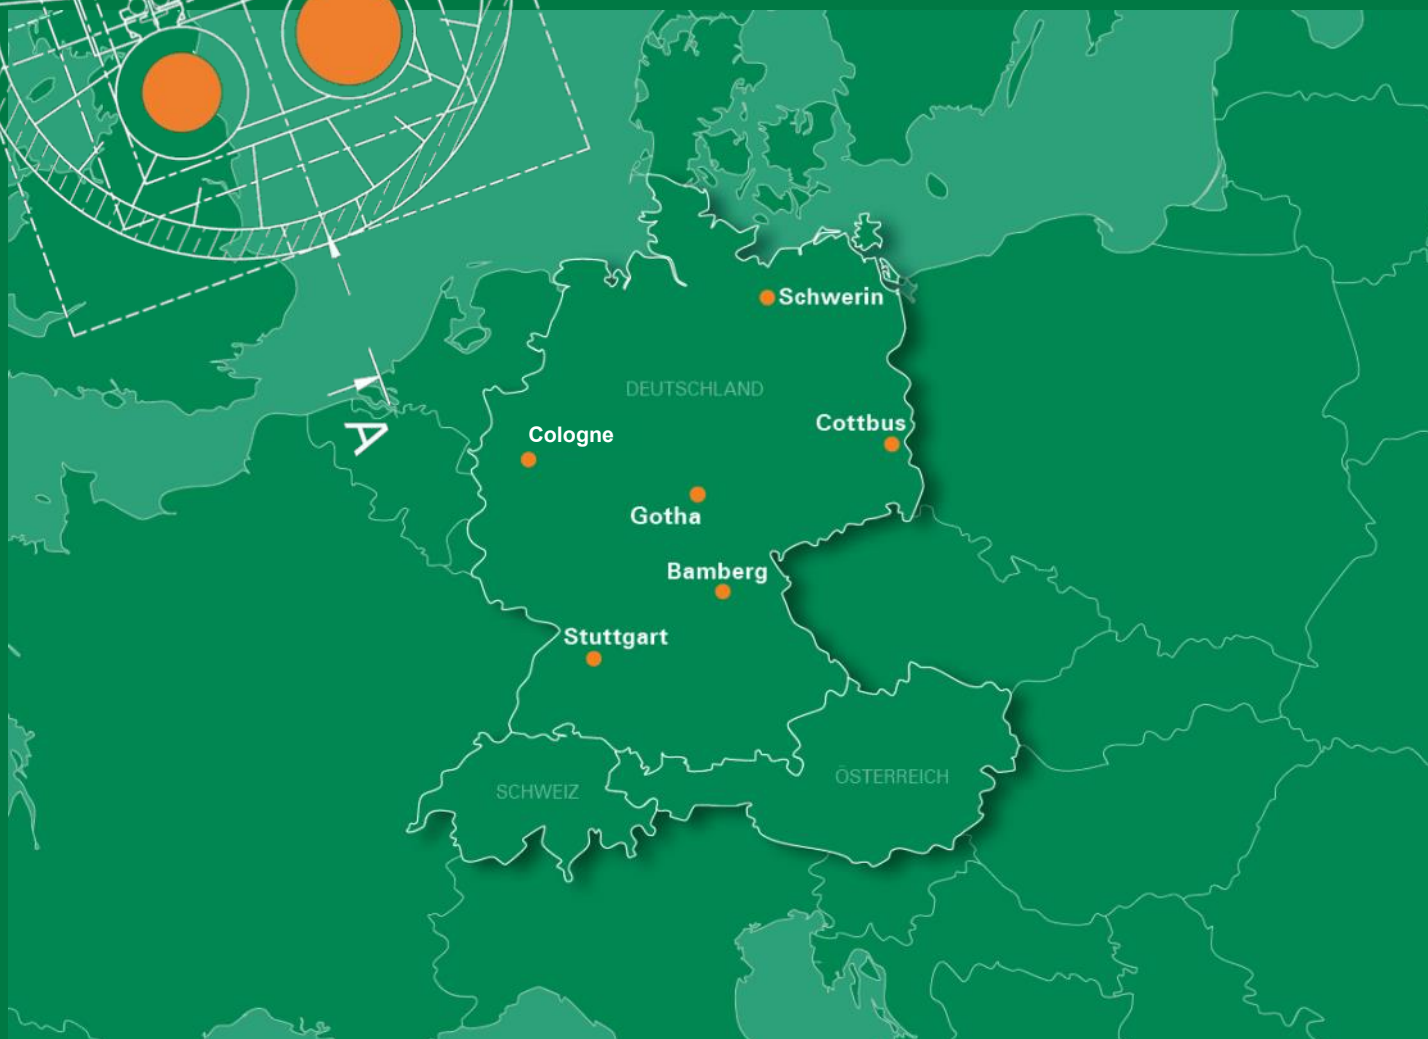 Schwerin
DEUTSCHLAND
Cottbus
Cologne
A
Gotha
Bamberg
Stuttgart
ÖSTERREICH
SCHWEIZ